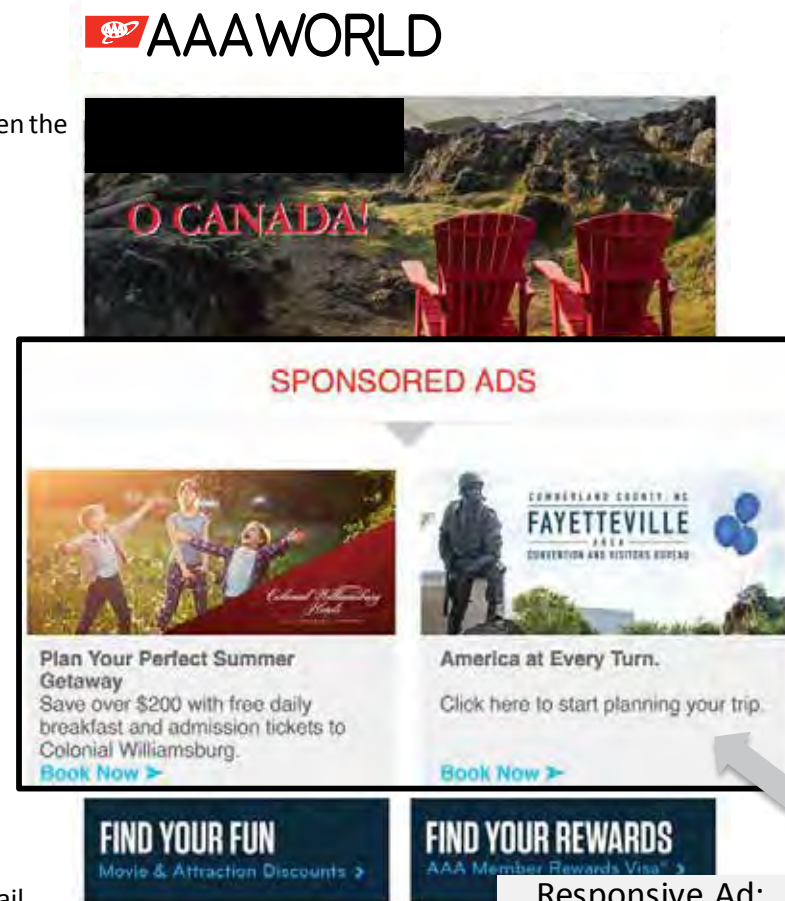 AAA WORLD
en the
O CANADA!
SPONSORED ADS
Colonial Williamsburg
Hotels
CUMBERLAND COUNTY, NC
FAYETTEVILLE
AREA
CONVENTION AND VISITORS BUREAU
Plan Your Perfect Summer
Getaway
Save over $200 with free daily
breakfast and admission tickets to
Colonial Williamsburg.
Book Now ➤
America at Every Turn.
Click here to start planning your trip.
Book Now ➤
FIND YOUR FUN
Movie & Attraction Discounts ›
FIND YOUR REWARDS
AAA Member Rewards Visa® ›
ail
Responsive Ad: